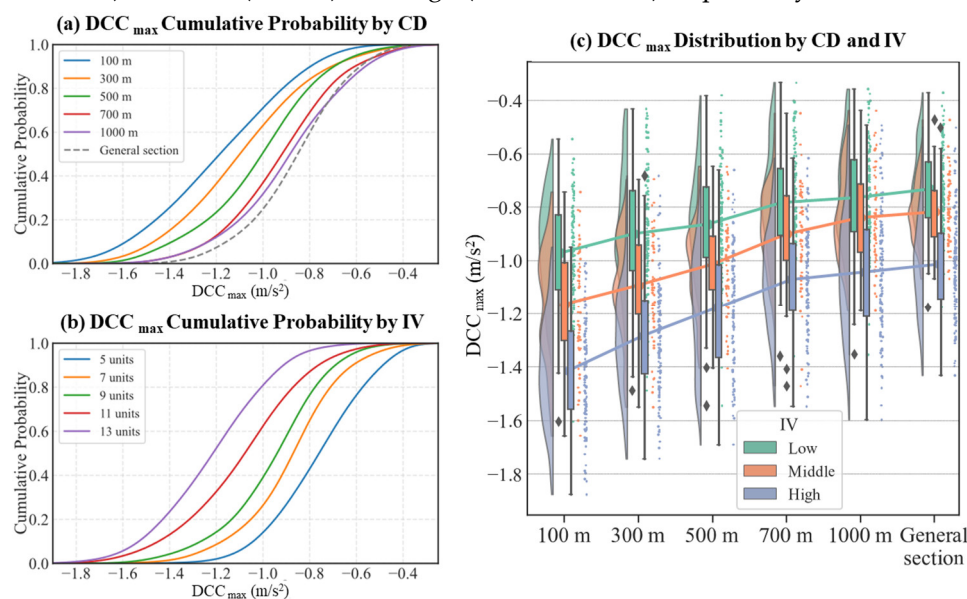 (a) DCC max Cumulative Probability by CD
Cumulative Probability
1.0
0.8
0.6
0.4
0.2
0.0
100 m
300 m
500 m
700 m
1000 m
General section
−1.8 −1.6 −1.4 −1.2 −1.0 −0.8 −0.6 −0.4
DCC max (m/s²)
(b) DCC max Cumulative Probability by IV
Cumulative Probability
1.0
0.8
0.6
0.4
0.2
0.0
5 units
7 units
9 units
11 units
13 units
−1.8 −1.6 −1.4 −1.2 −1.0 −0.8 −0.6 −0.4
DCC max (m/s²)
(c) DCC max Distribution by CD and IV
DCC max (m/s²)
−0.4
−0.6
−0.8
−1.0
−1.2
−1.4
−1.6
−1.8
IV
Low
Middle
High
100 m 300 m 500 m 700 m 1000 m General
section